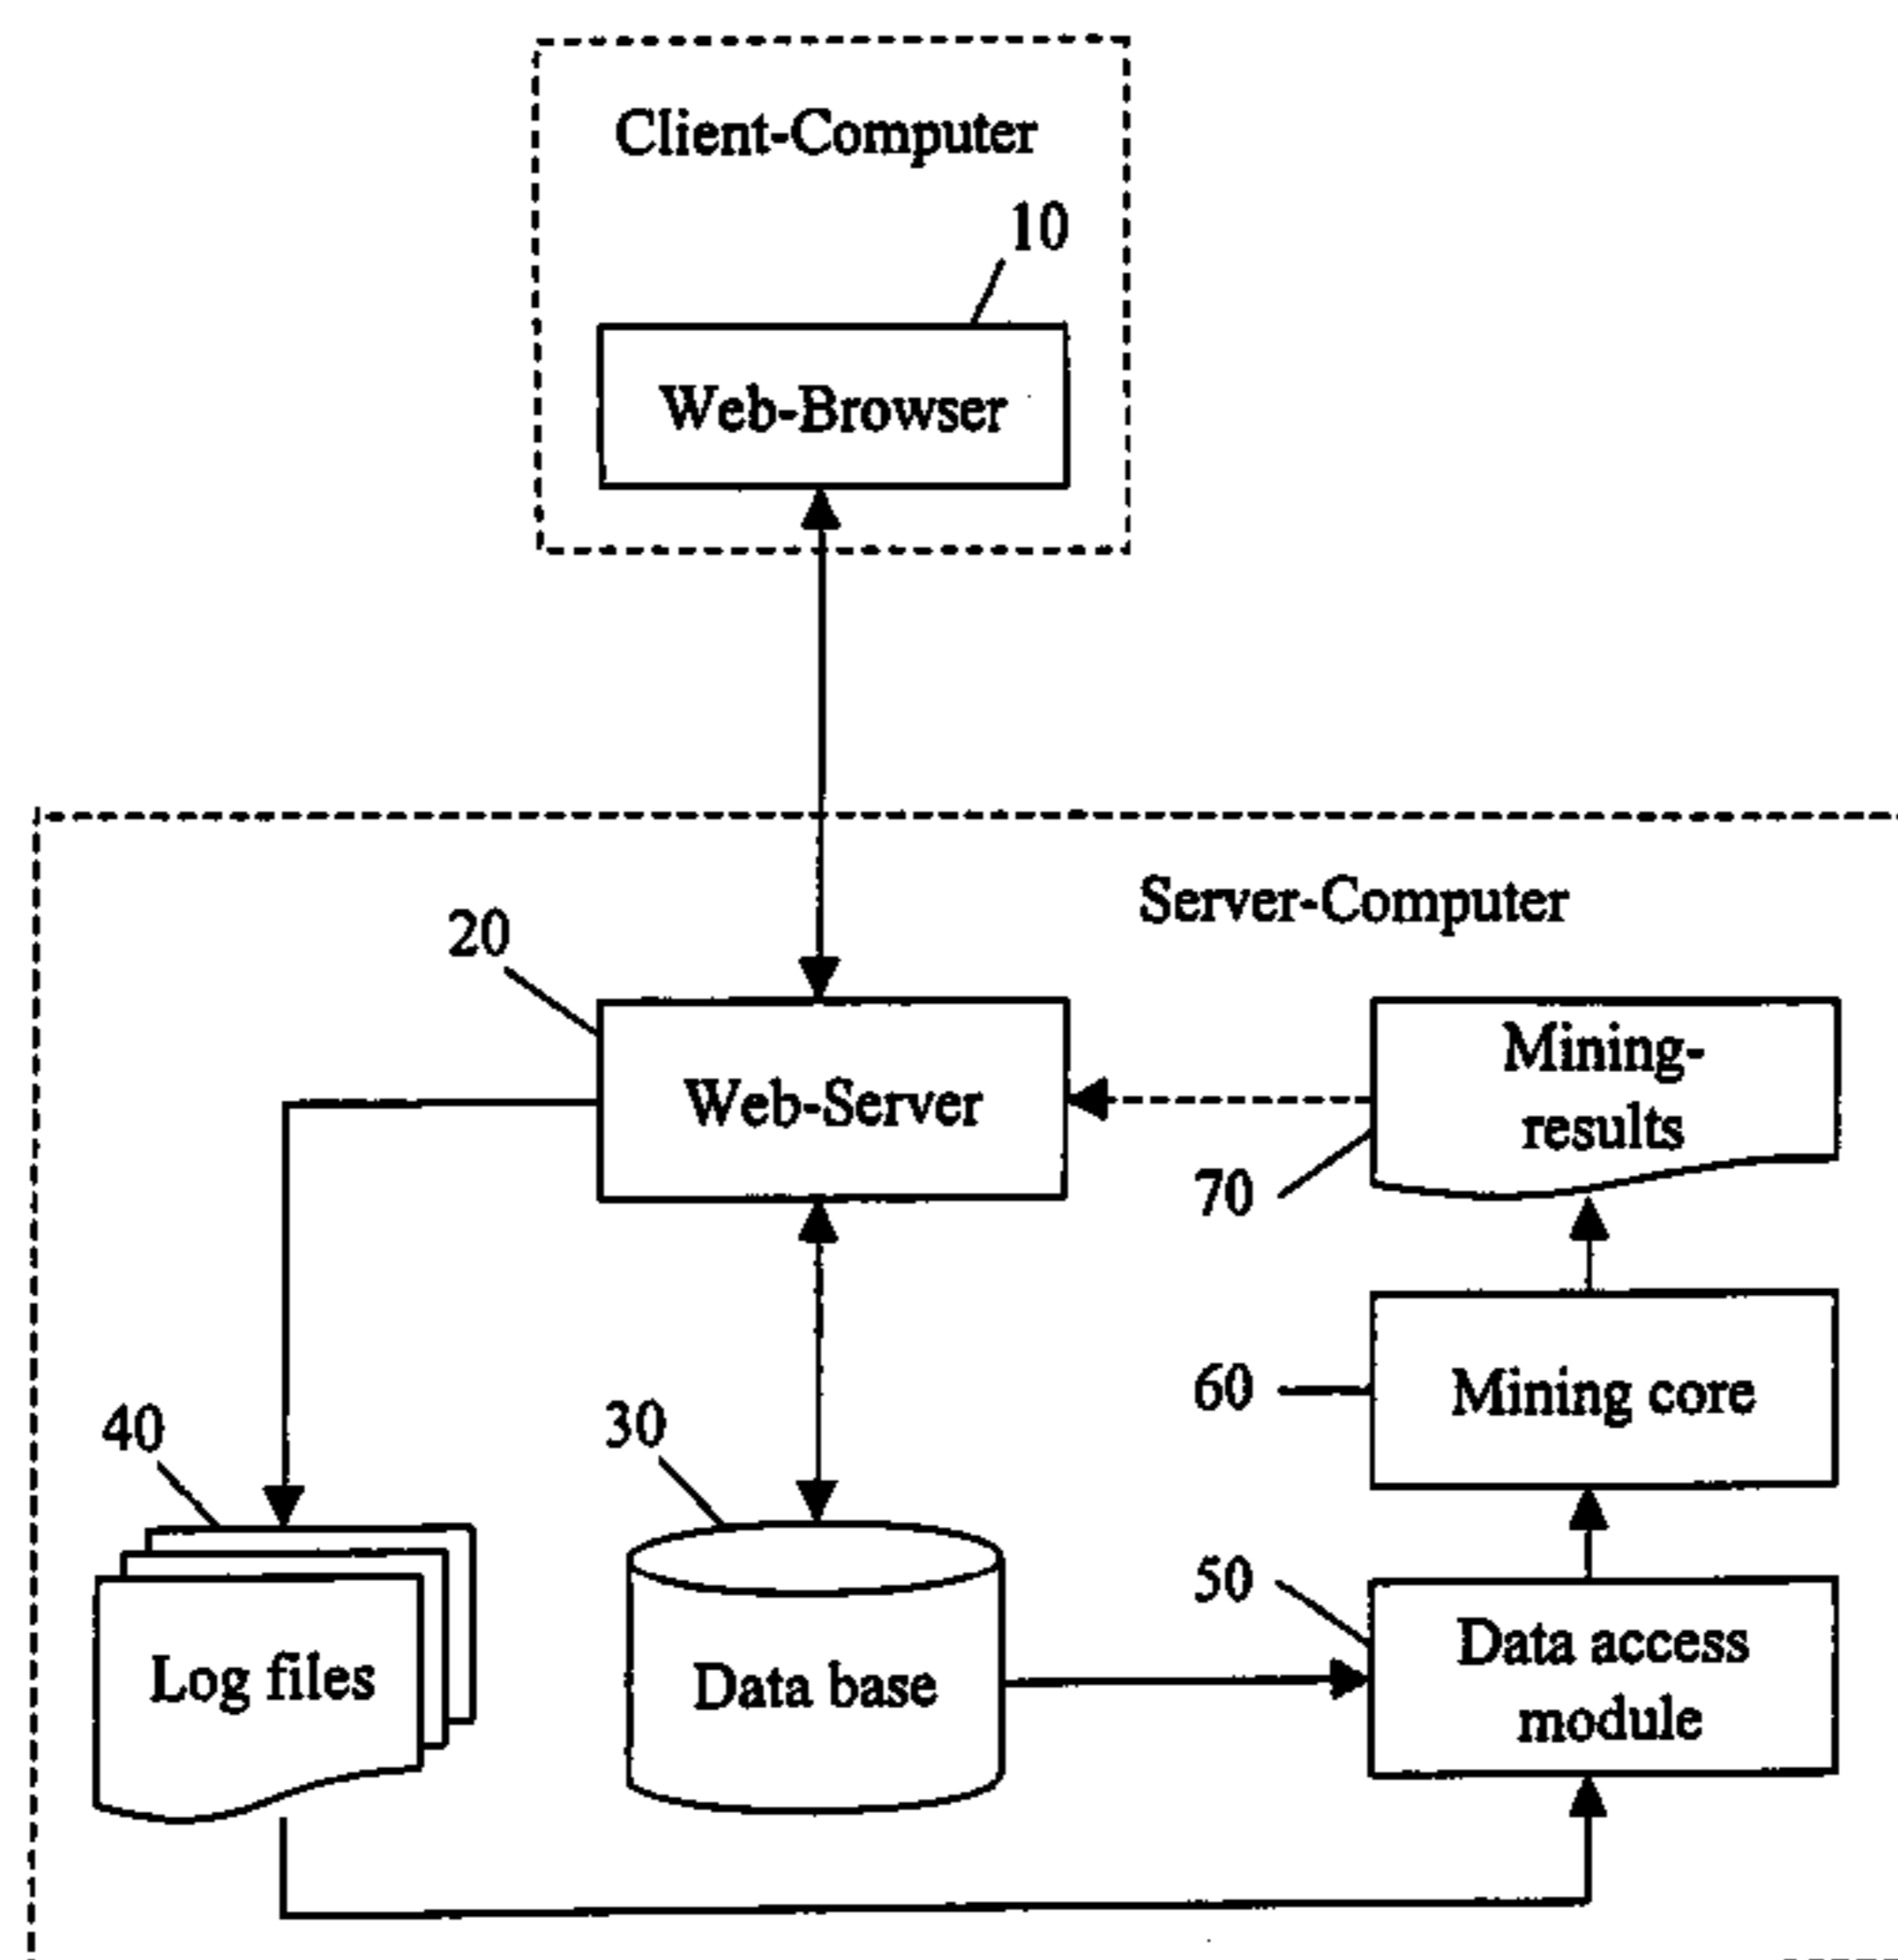 Client-Computer
10
Web-Browser
Server-Computer
20
Web-Server
Mining-
results
70
60
Mining core
40
30
50
Log files
Data base
Data access
module